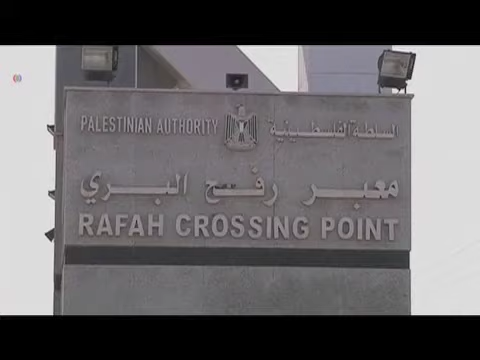 PALESTINIAN AUTHORITY السلطة الفلسطينية
معبر رفح البري
RAFAH CROSSING POINT